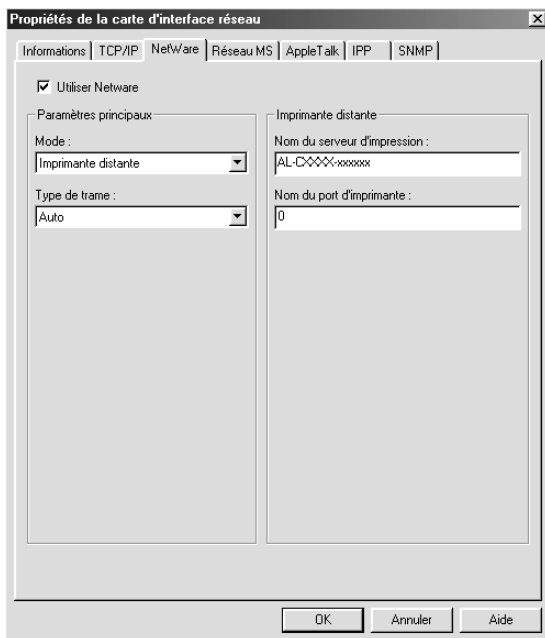 Propriétés de la carte d'interface réseau
Informations TCP/IP NetWare Réseau MS AppleTalk IPP SNMP
Utiliser Netware
Paramètres principaux
Mode :
Imprimante distante
Type de trame :
Auto
Imprimante distante
Nom du serveur d'impression :
AL-CXXXX-xxxxxx
Nom du port d'imprimante :
0
OK Annuler Aide